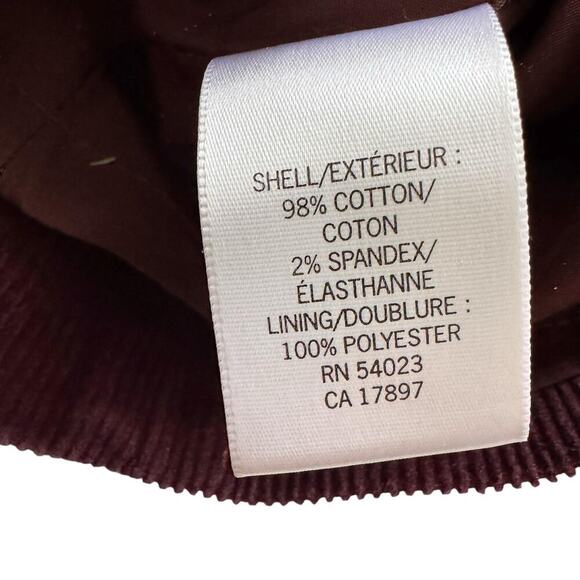 SHELL/EXTÉRIEUR :
98% COTTON/
COTON
2% SPANDEX/
ÉLASTHANNE
LINING/DOUBLURE :
100% POLYESTER
RN 54023
CA 17897